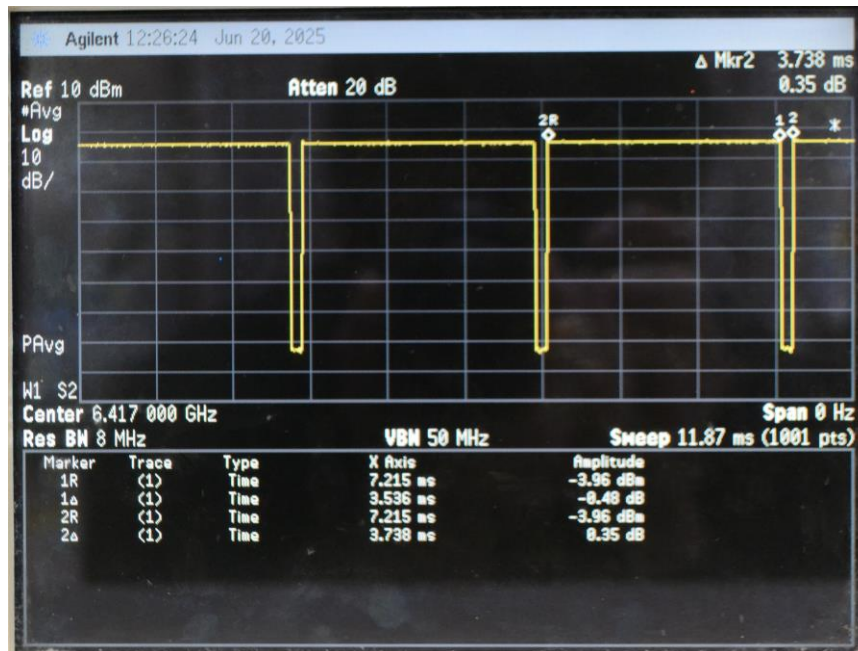 Agilent 12:26:24 Jun 20, 2025
Δ Mkr2 3.738 ms
Ref 10 dBm Atten 20 dB 0.35 dB
#Avg
Log
10
dB/
2R 1 2
*
PAvg
W1 S2
Center 6.417 000 GHz Span 0 Hz
Res BW 8 MHz VBW 50 MHz Sweep 11.87 ms (1001 pts)
Marker Trace Type X Axis Amplitude
1R (1) Time 7.215 ms -3.96 dBm
1Δ (1) Time 3.536 ms -0.48 dB
2R (1) Time 7.215 ms -3.96 dBm
2Δ (1) Time 3.738 ms 0.35 dB